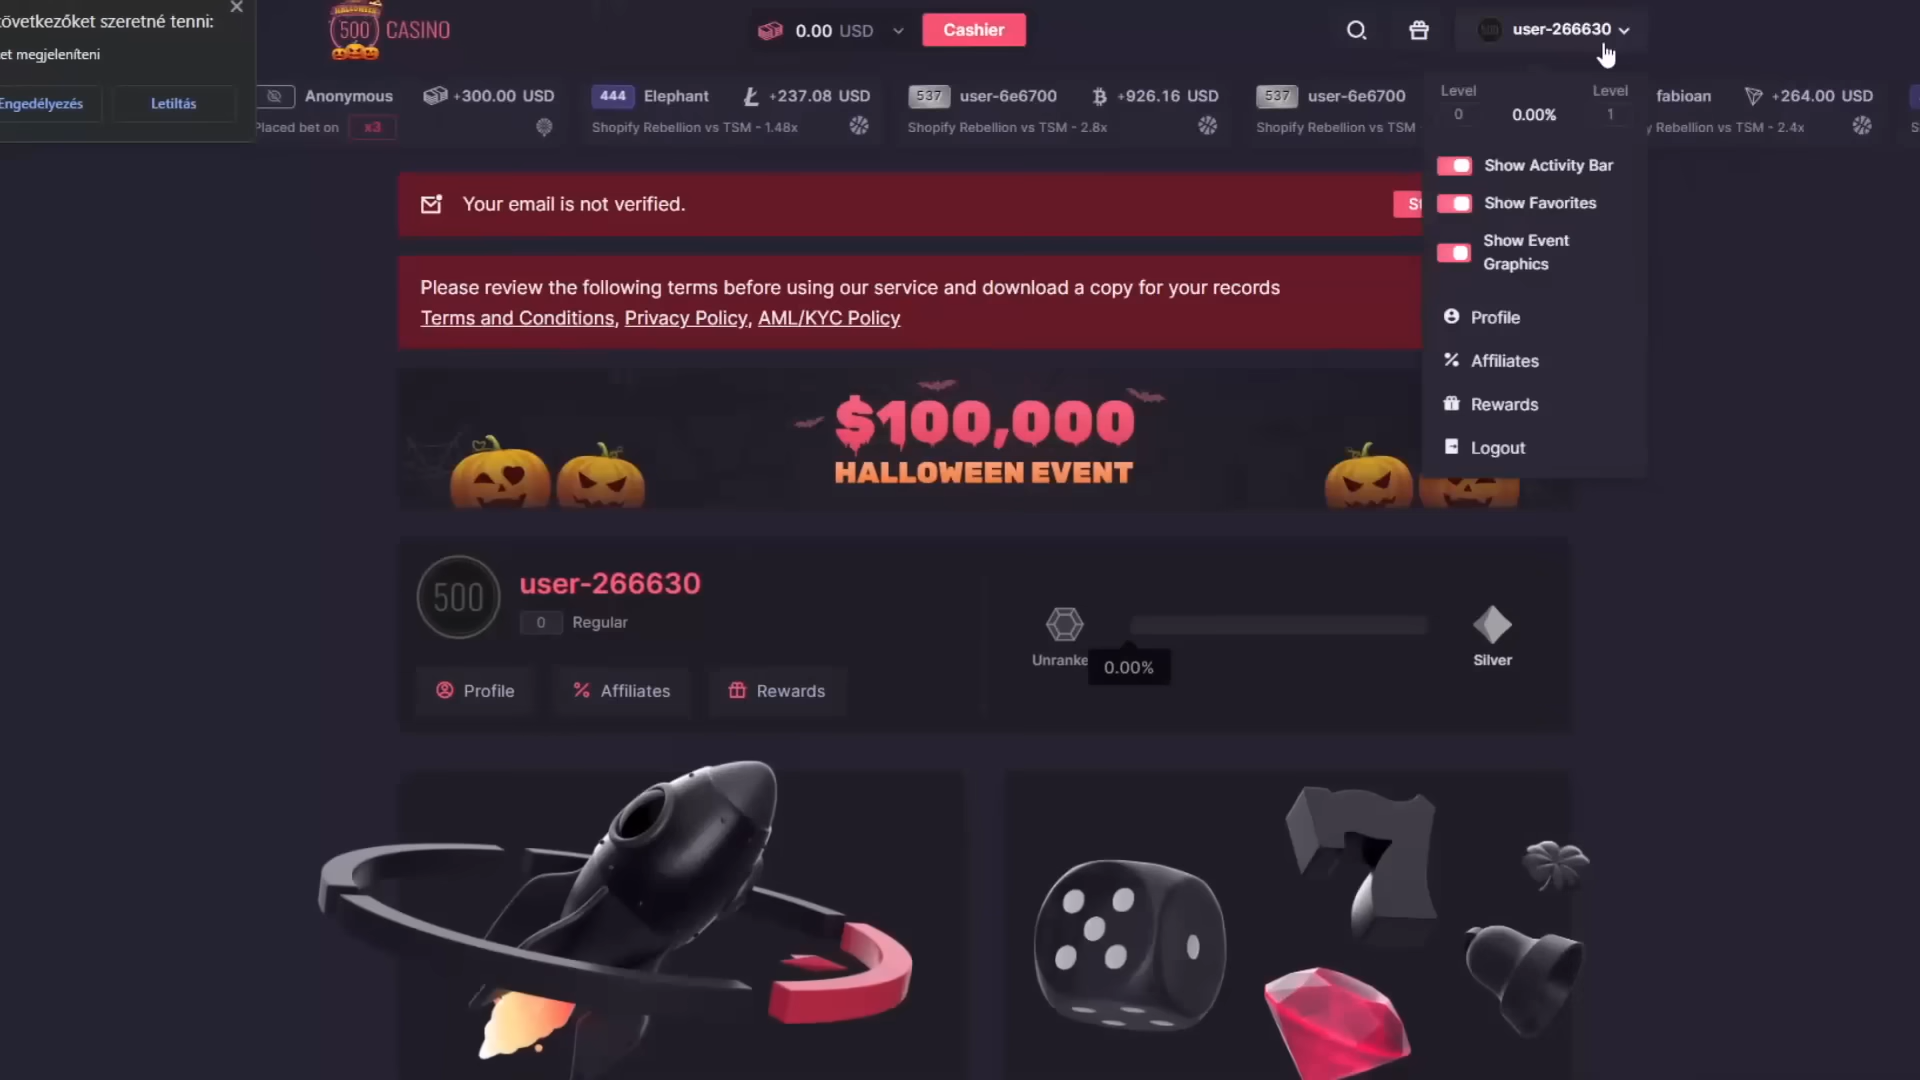 övetkezőket szeretné tenni:
et megjeleníteni
Engedélyezés
Letiltás
HALLOWEEN
500 CASINO
0.00 USD
Cashier
user-266630
Anonymous +300.00 USD
Placed bet on x3
444 Elephant +237.08 USD
Shopify Rebellion vs TSM - 1.48x
537 user-6e6700 +926.16 USD
Shopify Rebellion vs TSM - 2.8x
537 user-6e6700
Shopify Rebellion vs TSM
fabioan +264.00 USD
Rebellion vs TSM - 2.4x
Level Level
0 0.00% 1
Show Activity Bar
Show Favorites
Show Event
Graphics
Profile
Affiliates
Rewards
Logout
Your email is not verified.
Please review the following terms before using our service and download a copy for your records
Terms and Conditions, Privacy Policy, AML/KYC Policy
$100,000
HALLOWEEN EVENT
500
user-266630
0 Regular
Profile
Affiliates
Rewards
Unranke
0.00%
Silver